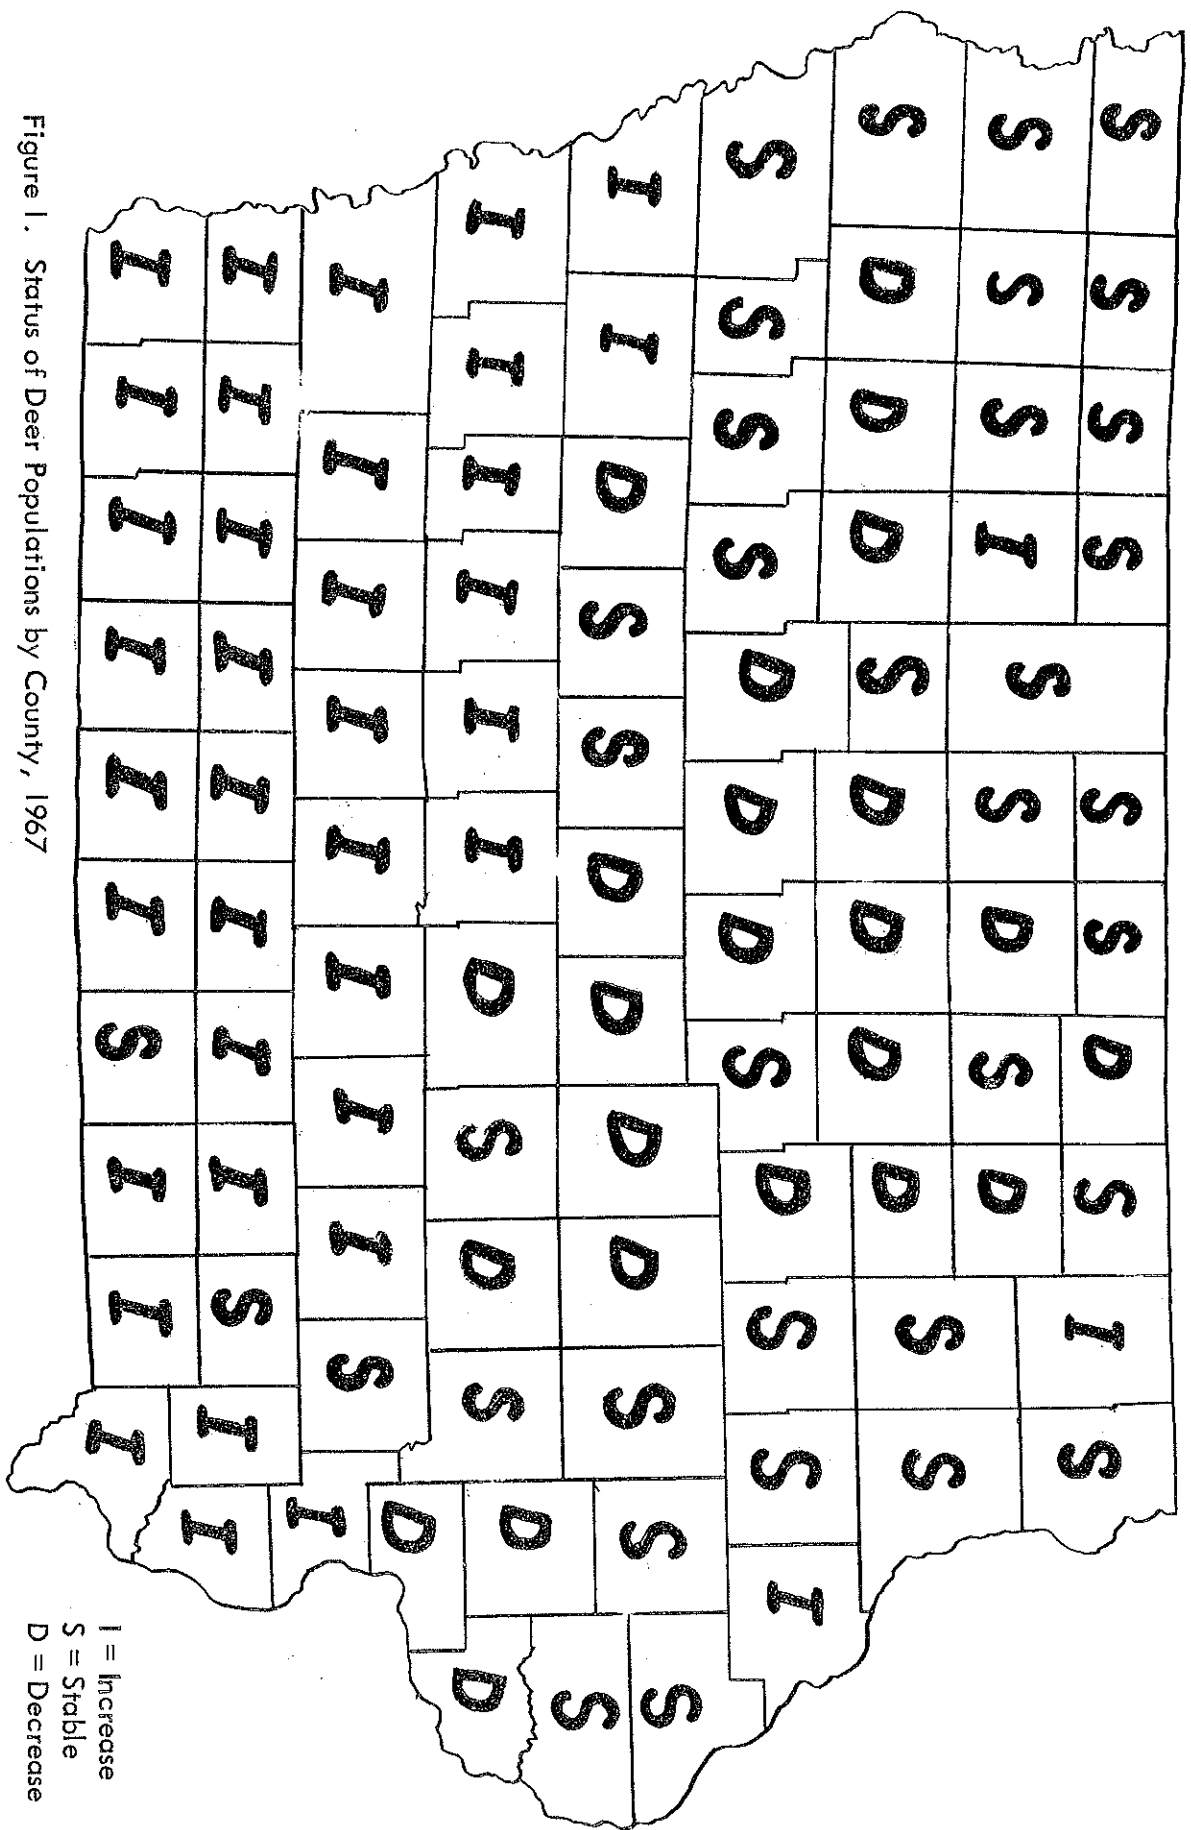 S S S S S S D S I S
S S S I S S D S D
S D D D S D D D D S S
S S S S D D D S D S S I
I I D S S D D D D S S S
I I I I I I D S D S D S
I I I I I I I I S D D
I I I I I I I I S I I
I I I I I I S I I I I
I = Increase
S = Stable
D = Decrease
Figure 1. Status of Deer Populations by County, 1967